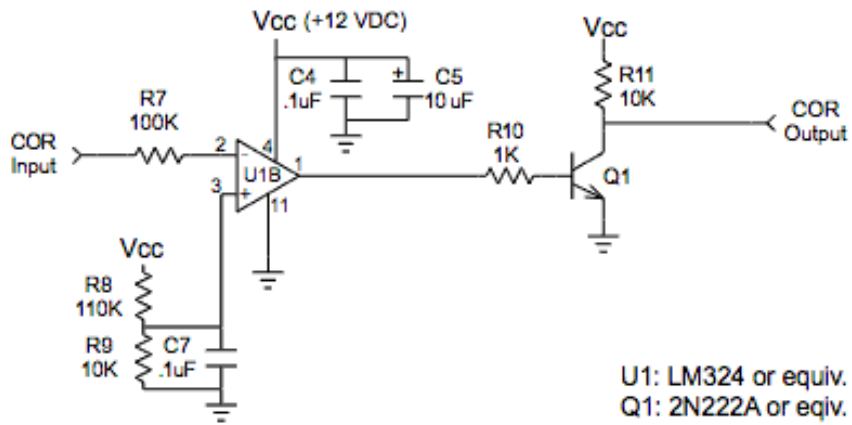 Vcc (+12 VDC)
C4
.1uF
+
C5
10 uF
Vcc
R11
10K
COR
Output
R7
100K
COR
Input
2
-
4
U1B
1
3
+
11
R10
1K
Q1
Vcc
R8
110K
R9
10K
C7
.1uF
U1: LM324 or equiv.
Q1: 2N222A or eqiv.